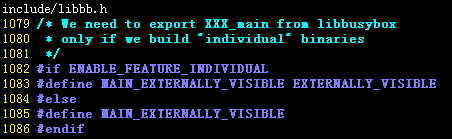 include/libbb.h
1079 /* We need to export XXX_main from libbusybox
1080  * only if we build "individual" binaries
1081  */
1082 #if ENABLE_FEATURE_INDIVIDUAL
1083 #define MAIN_EXTERNALLY_VISIBLE EXTERNALLY_VISIBLE
1084 #else
1085 #define MAIN_EXTERNALLY_VISIBLE
1086 #endif